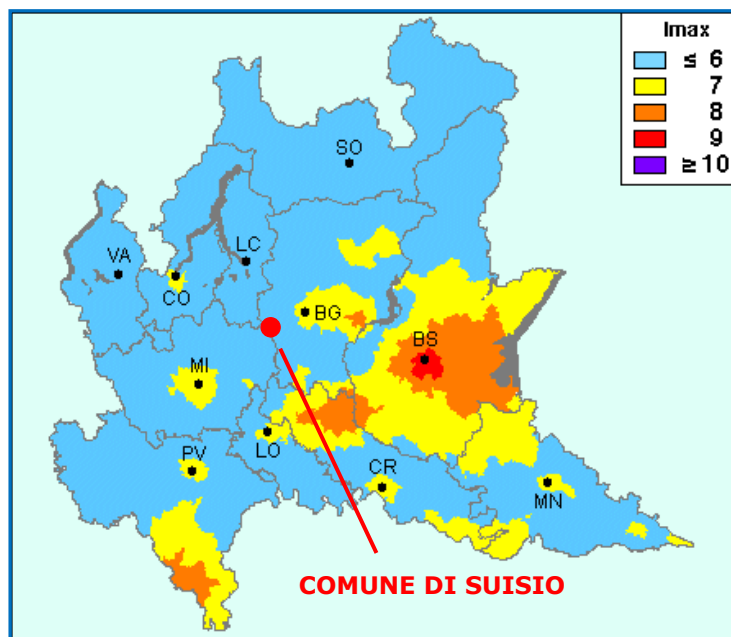 Imax
≤ 6
7
8
9
≥ 10
SO
VA
LC
CO
BG
BS
MI
LO
PV
CR
MN
COMUNE DI SUISIO